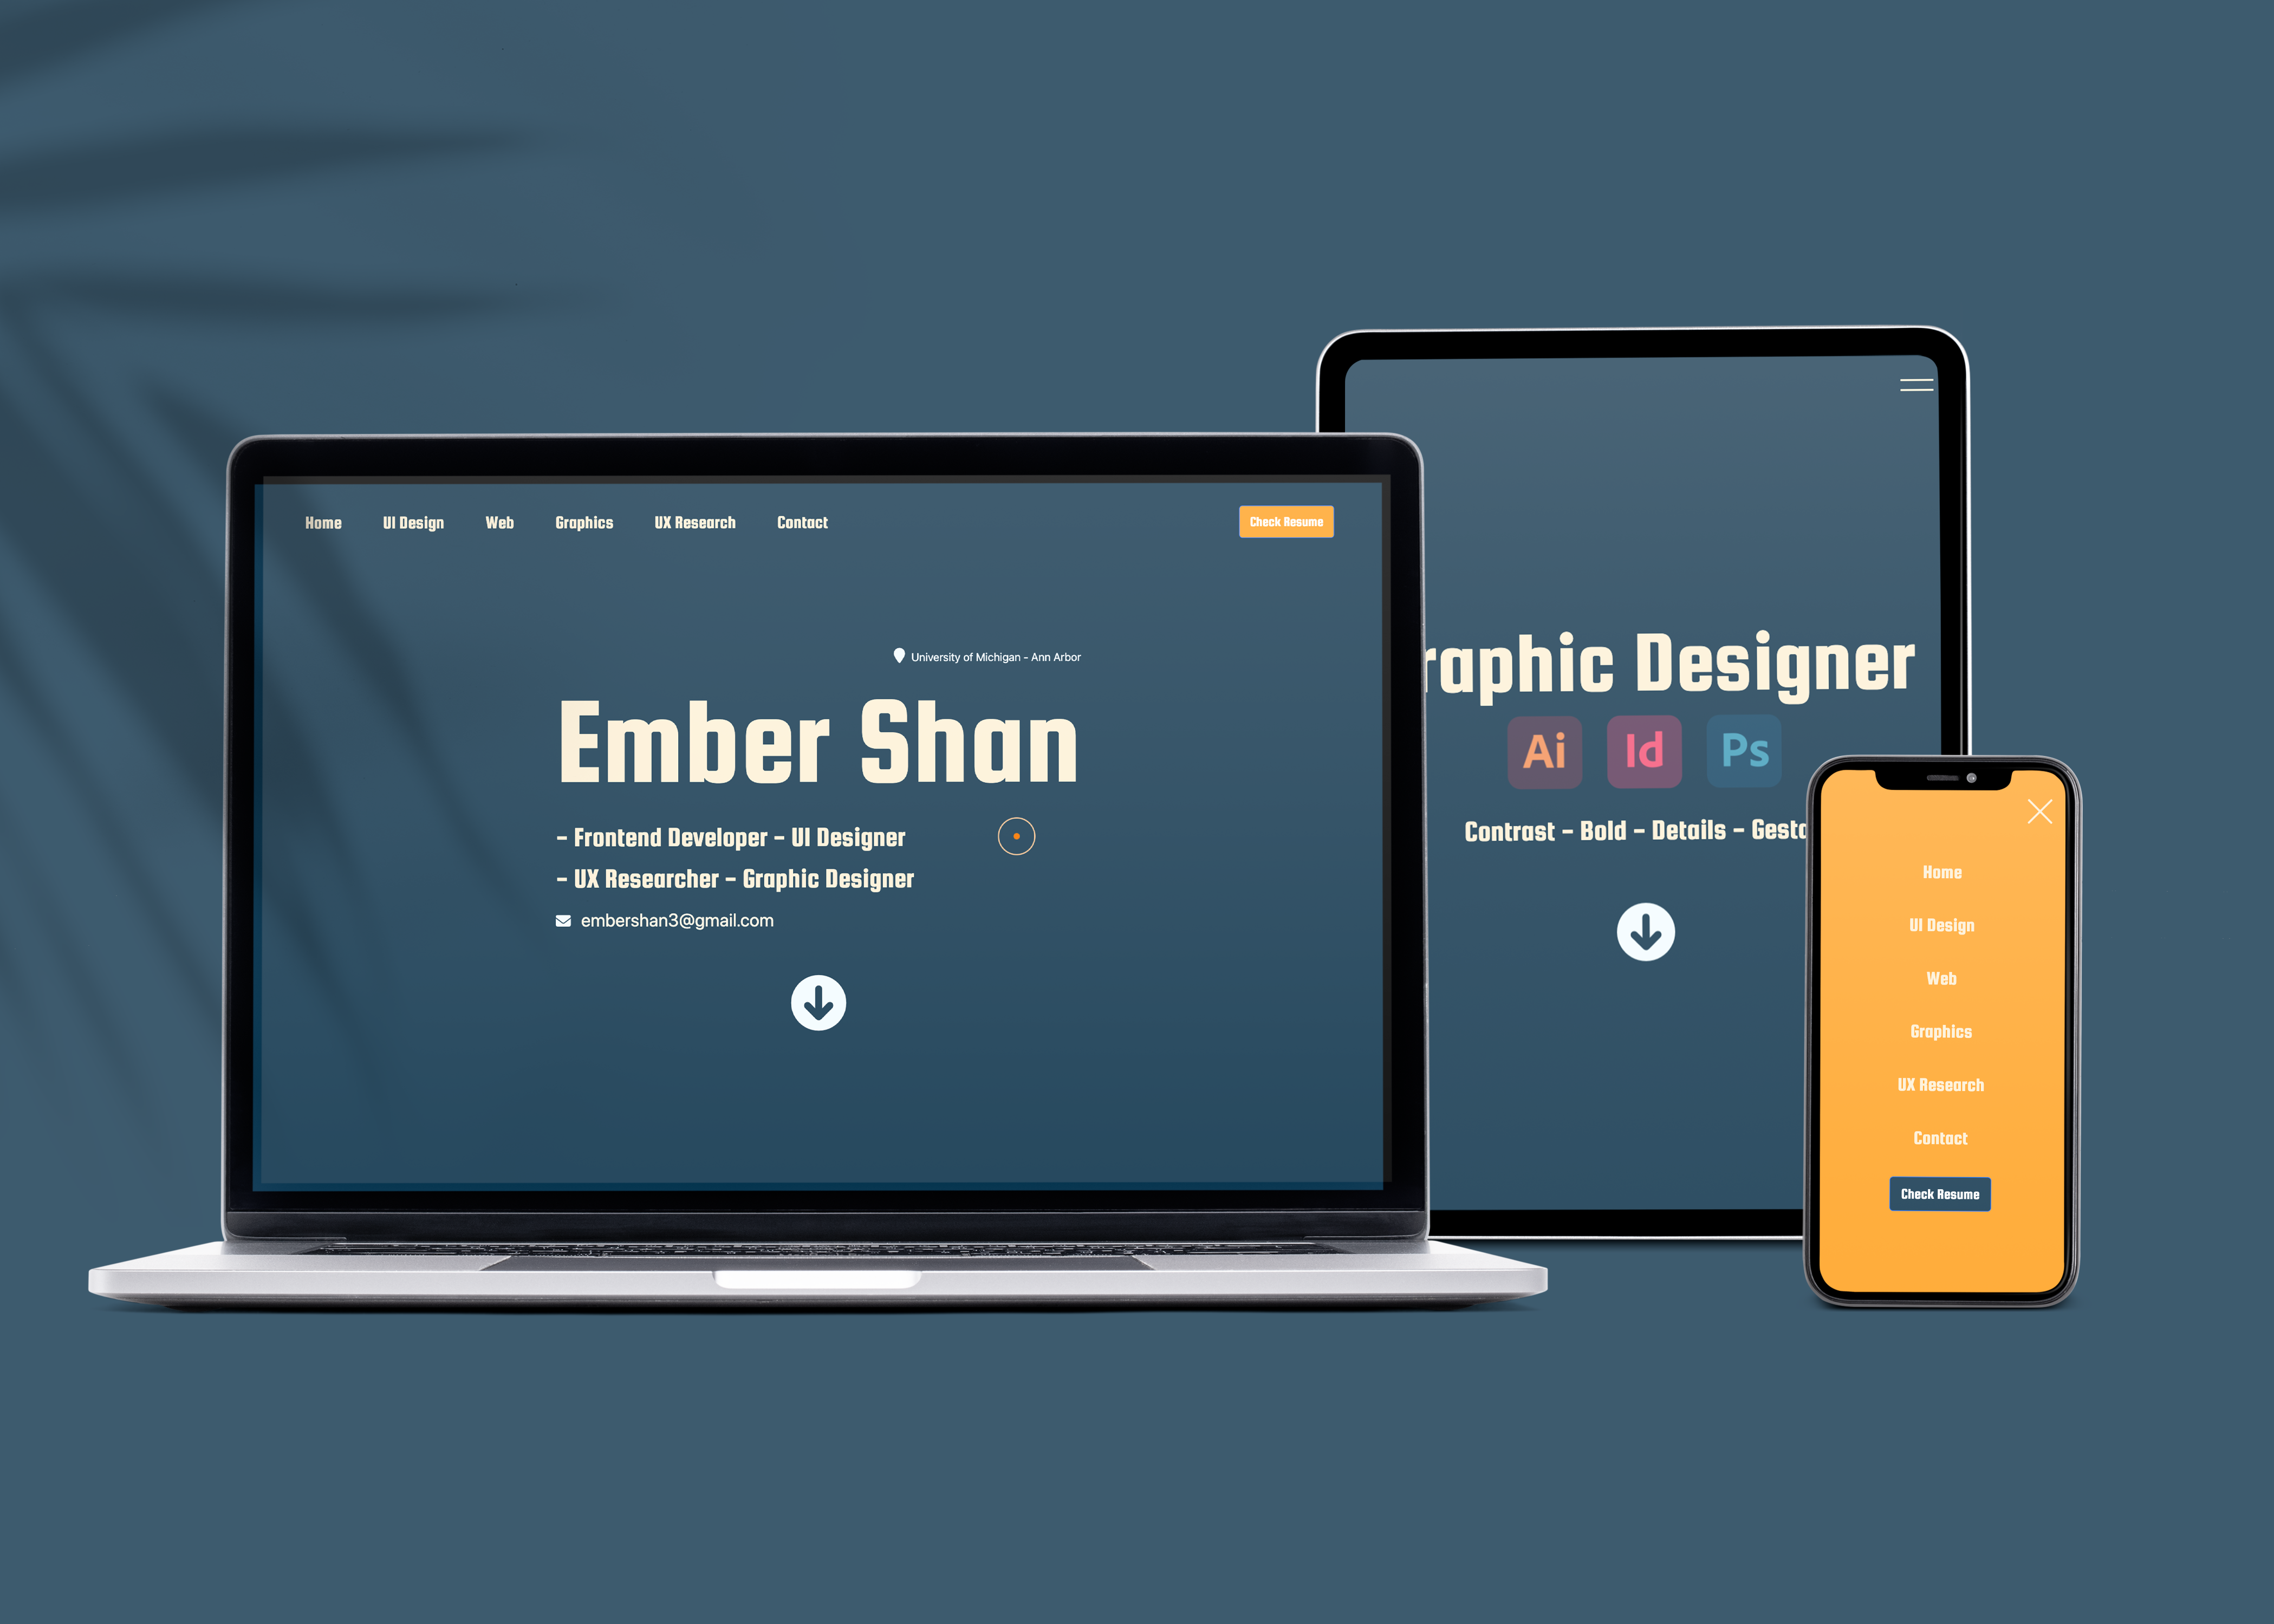 Home UI Design Web Graphics UX Research Contact Check Resume
University of Michigan - Ann Arbor
Ember Shan
- Frontend Developer - UI Designer
- UX Researcher - Graphic Designer
embershan3@gmail.com
raphic Designer
Ai Id Ps
Contrast - Bold - Details - Gesta
Home
UI Design
Web
Graphics
UX Research
Contact
Check Resume